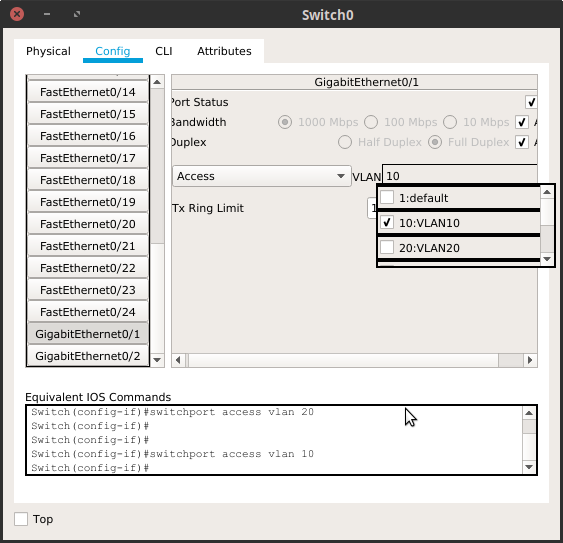 Switch0
Physical Config CLI Attributes
FastEthernet0/14
FastEthernet0/15
FastEthernet0/16
FastEthernet0/17
FastEthernet0/18
FastEthernet0/19
FastEthernet0/20
FastEthernet0/21
FastEthernet0/22
FastEthernet0/23
FastEthernet0/24
GigabitEthernet0/1
GigabitEthernet0/2
GigabitEthernet0/1
Port Status
Bandwidth 1000 Mbps 100 Mbps 10 Mbps
Duplex Half Duplex Full Duplex
Access VLAN 10
1:default
10:VLAN10
20:VLAN20
Tx Ring Limit
Equivalent IOS Commands
Switch(config-if)#switchport access vlan 20
Switch(config-if)#
Switch(config-if)#
Switch(config-if)#switchport access vlan 10
Switch(config-if)#
Top